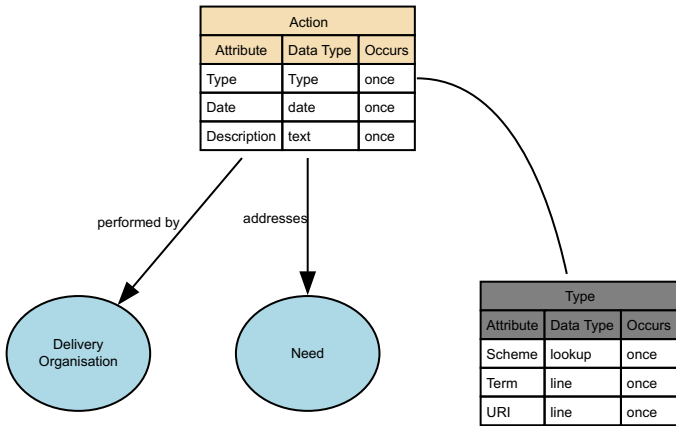 Action
Attribute Data Type Occurs
Type Type once
Date date once
Description text once
performed by
addresses
Delivery
Organisation
Need
Type
Attribute Data Type Occurs
Scheme lookup once
Term line once
URI line once